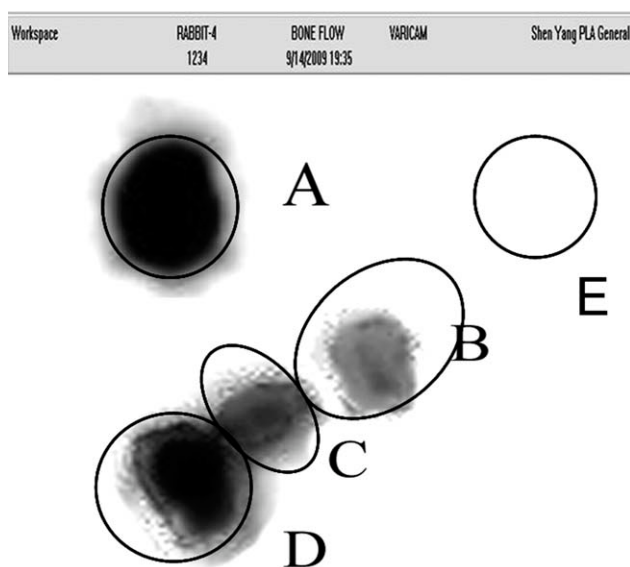 Workspace RABBIT-4 BONE FLOW VARICAM Shen Yang PLA General
1234 9/14/2009 19:35
A
E
B
C
D